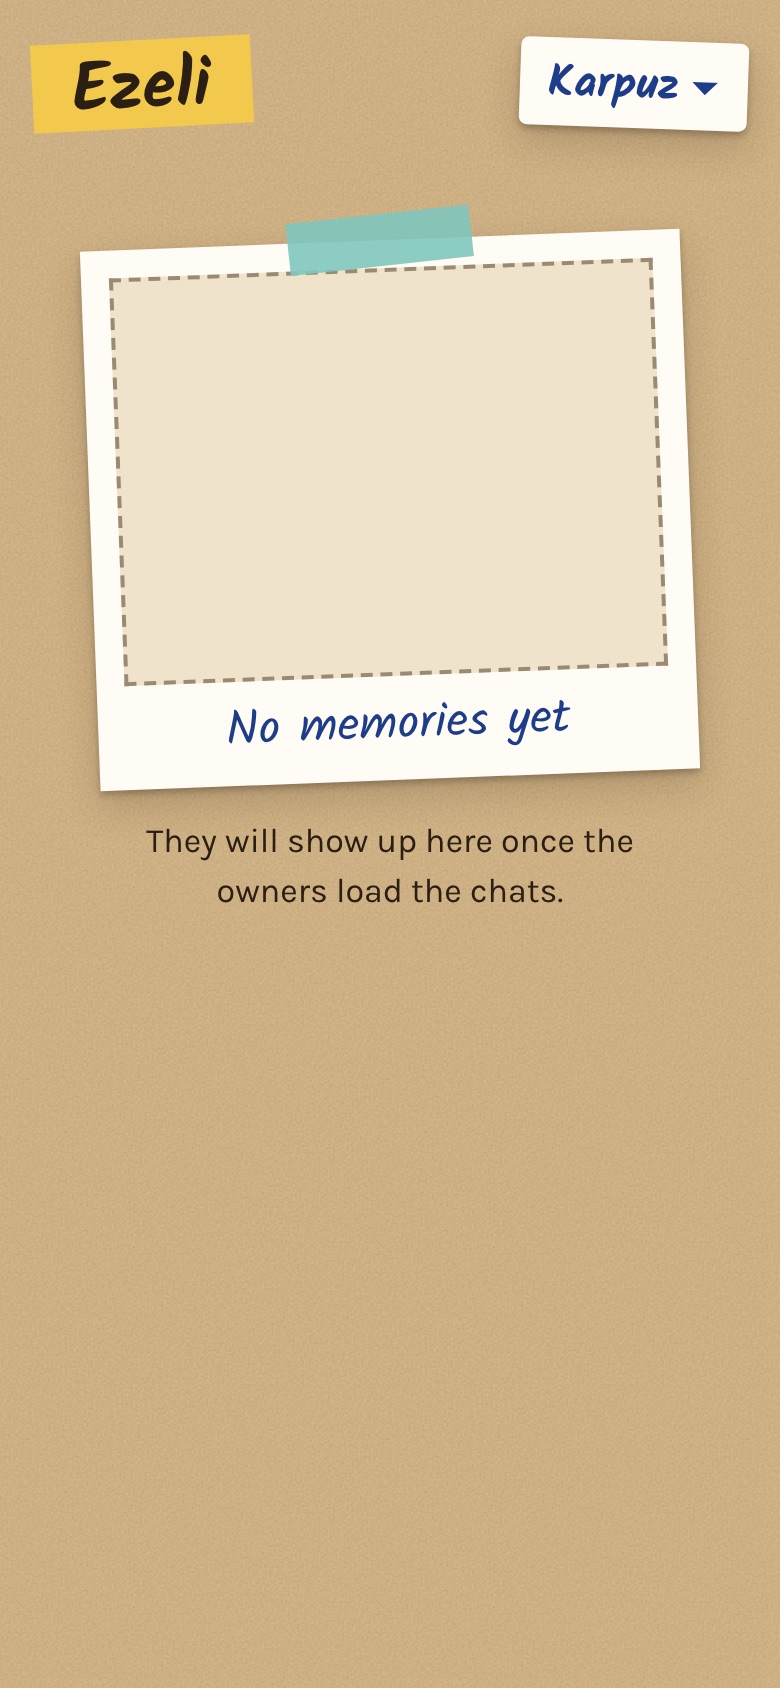 Ezeli
Karpuz
No memories yet
They will show up here once the
owners load the chats.